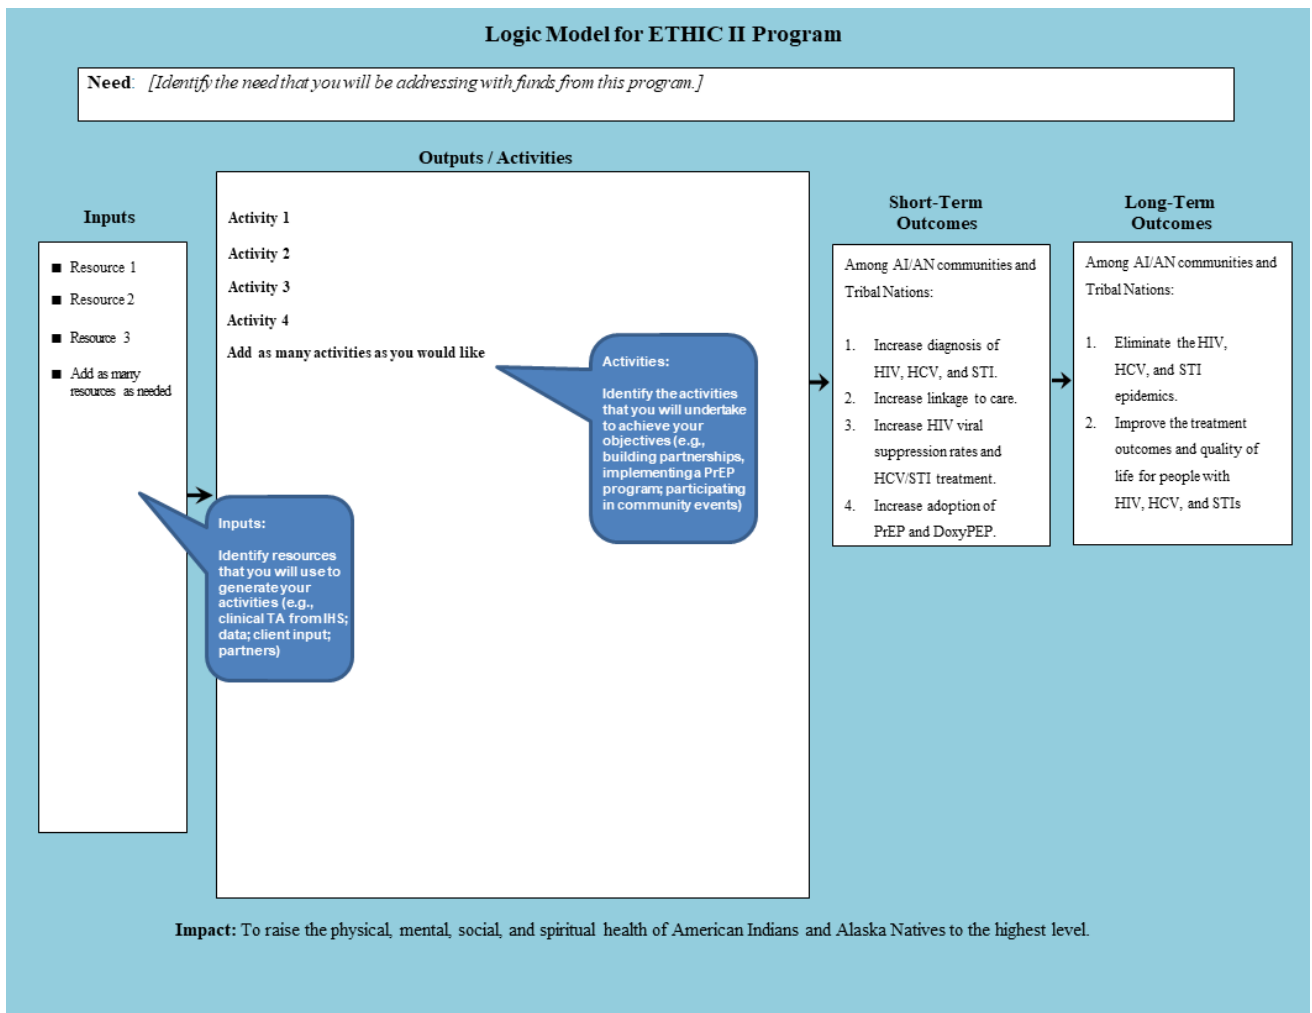 Logic Model for ETHIC II Program
Need: [Identify the need that you will be addressing with funds from this program.]
Inputs
■ Resource 1
■ Resource 2
■ Resource 3
■ Add as many
resources as needed
Inputs:
Identify resources
that you will use to
generate your
activities (e.g.,
clinical TA from IHS;
data; client input;
partners)
Outputs / Activities
Activity 1
Activity 2
Activity 3
Activity 4
Add as many activities as you would like
Activities:
Identify the activities
that you will undertake
to achieve your
objectives (e.g.,
building partnerships,
implementing a PrEP
program; participating
in community events)
Short-Term
Outcomes
Among AI/AN communities and
Tribal Nations:
1. Increase diagnosis of
HIV, HCV, and STI.
2. Increase linkage to care.
3. Increase HIV viral
suppression rates and
HCV/STI treatment.
4. Increase adoption of
PrEP and DoxyPEP.
Long-Term
Outcomes
Among AI/AN communities and
Tribal Nations:
1. Eliminate the HIV,
HCV, and STI
epidemics.
2. Improve the treatment
outcomes and quality of
life for people with
HIV, HCV, and STIs
Impact: To raise the physical, mental, social, and spiritual health of American Indians and Alaska Natives to the highest level.